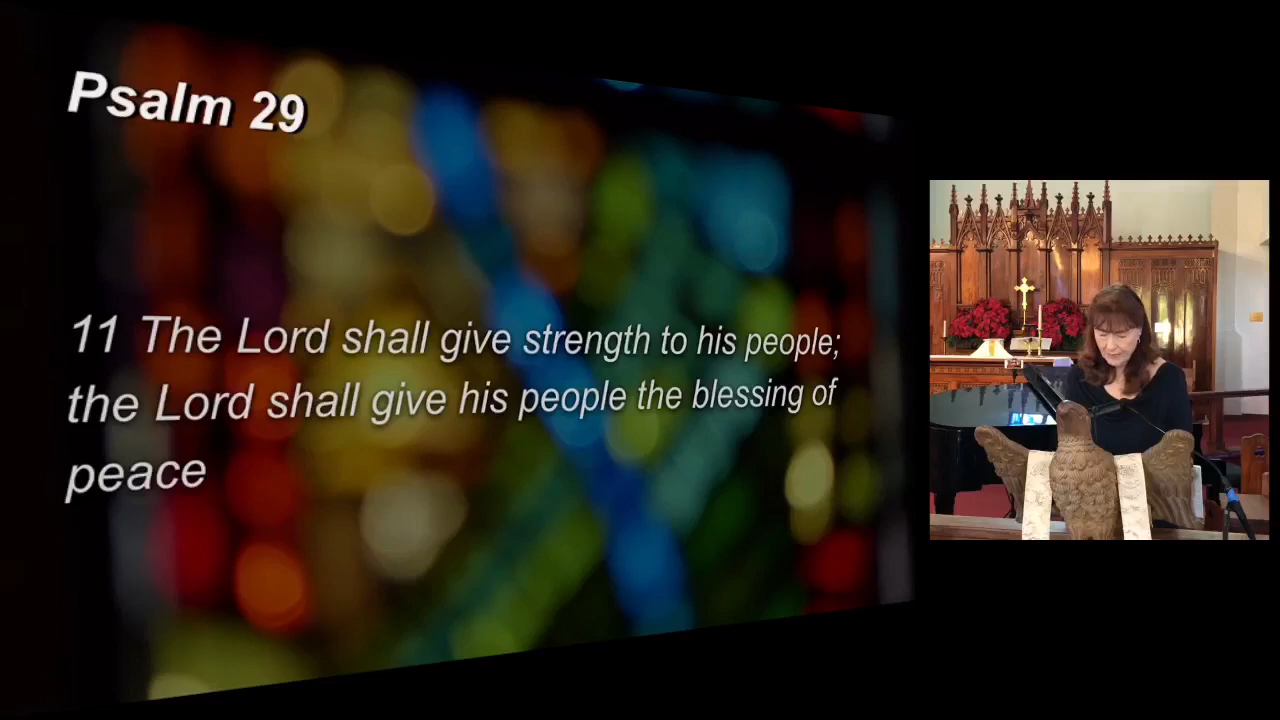 Psalm 29
11 The Lord shall give strength to his people;
the Lord shall give his people the blessing of
peace